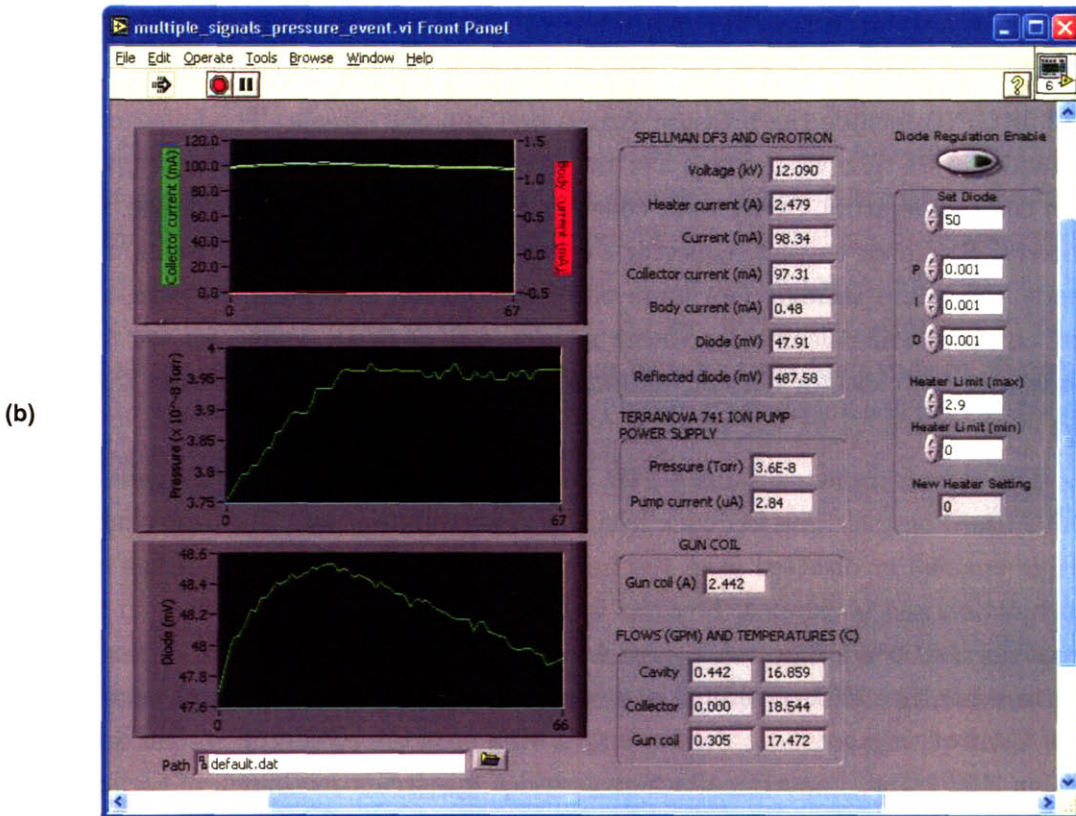 (b)
multiple_signals_pressure_event.vi Front Panel
File Edit Operate Tools Browse Window Help
6
120.0
100.0
80.0
60.0
40.0
20.0
0.0
Collector current (mA)
1.5
1.0
0.5
0.0
-0.5
Body current (mA)
0
67
4
3.95
3.9
3.85
3.8
3.75
Pressure (x 10^-8 Torr)
0
67
48.6
48.4
48.2
48
47.8
47.6
Diode (mV)
0
66
Path default.dat
SPELLMAN DF3 AND GYROTRON
Voltage (kV) 12.090
Heater current (A) 2.479
Current (mA) 98.34
Collector current (mA) 97.31
Body current (mA) 0.48
Diode (mV) 47.91
Reflected diode (mV) 487.58
TERRANOVA 741 ION PUMP
POWER SUPPLY
Pressure (Torr) 3.6E-8
Pump current (uA) 2.84
GUN COIL
Gun coil (A) 2.442
FLOWS (GPM) AND TEMPERATURES (C)
Cavity 0.442 16.859
Collector 0.000 18.544
Gun coil 0.305 17.472
Diode Regulation Enable
Set Diode
50
P 0.001
I 0.001
D 0.001
Heater Limit (max)
2.9
Heater Limit (min)
0
New Heater Setting
0